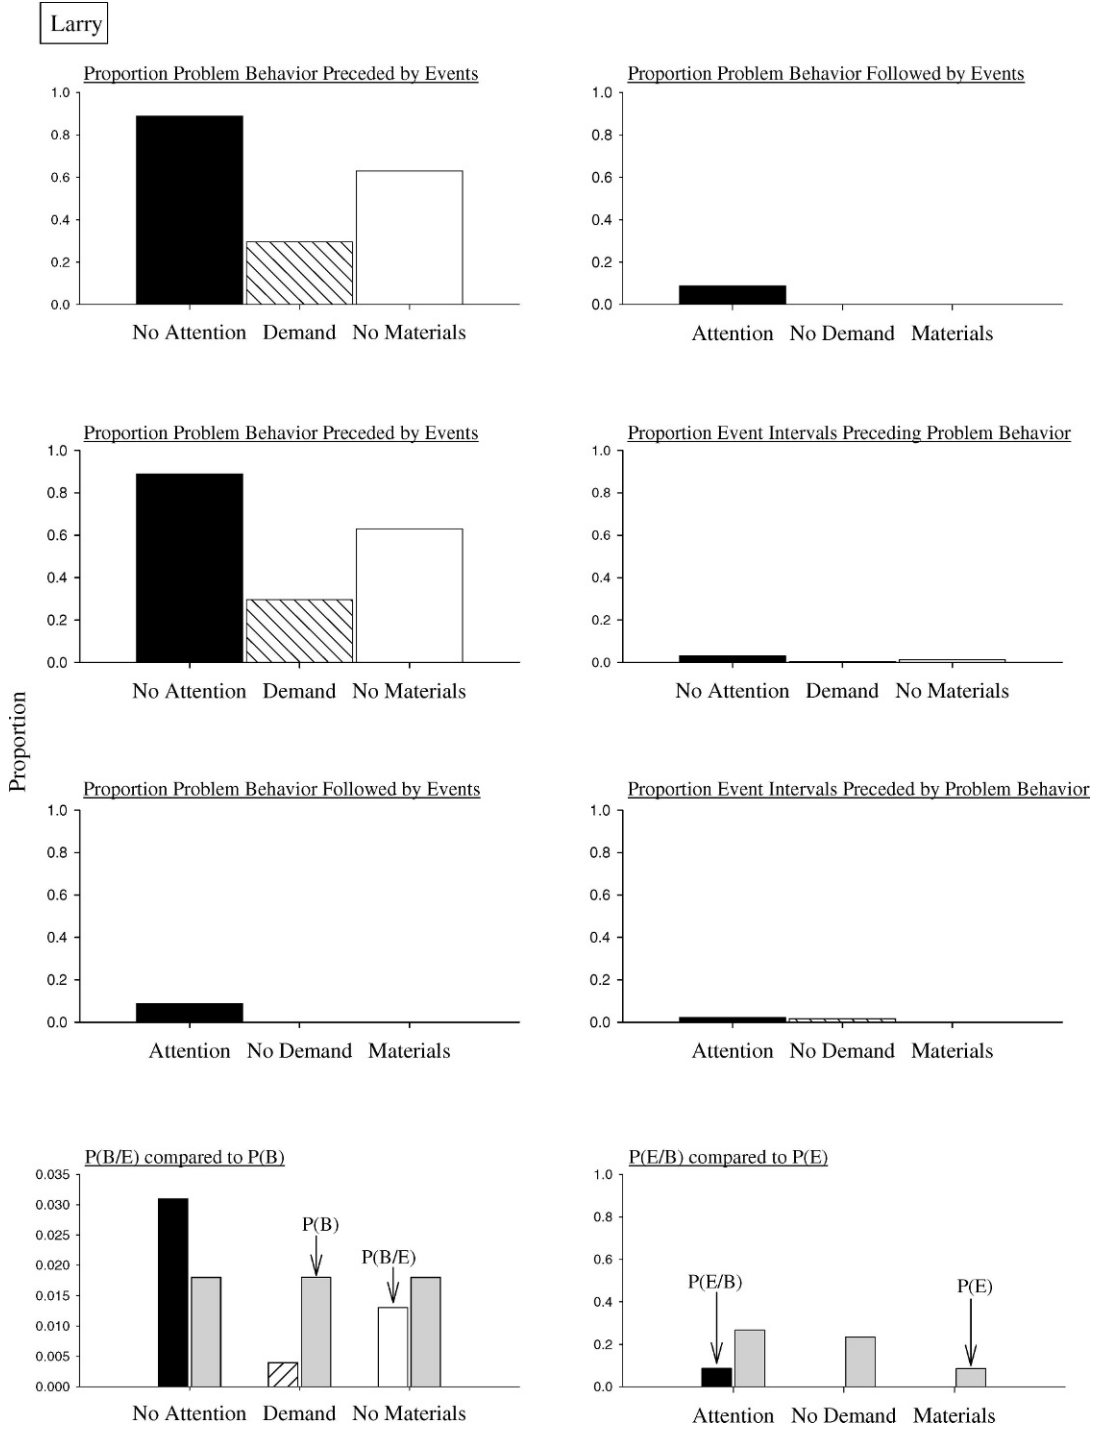 Larry
Proportion Problem Behavior Preceded by Events
1.0
0.8
0.6
0.4
0.2
0.0
No Attention Demand No Materials
Proportion Problem Behavior Followed by Events
1.0
0.8
0.6
0.4
0.2
0.0
Attention No Demand Materials
Proportion Problem Behavior Preceded by Events
1.0
0.8
0.6
0.4
0.2
0.0
No Attention Demand No Materials
Proportion Event Intervals Preceding Problem Behavior
1.0
0.8
0.6
0.4
0.2
0.0
No Attention Demand No Materials
Proportion
Proportion Problem Behavior Followed by Events
1.0
0.8
0.6
0.4
0.2
0.0
Attention No Demand Materials
Proportion Event Intervals Preceded by Problem Behavior
1.0
0.8
0.6
0.4
0.2
0.0
Attention No Demand Materials
P(B/E) compared to P(B)
0.035
0.030
0.025
0.020
0.015
0.010
0.005
0.000
P(B)
P(B/E)
No Attention Demand No Materials
P(E/B) compared to P(E)
1.0
0.8
0.6
0.4
0.2
0.0
P(E/B)
P(E)
Attention No Demand Materials